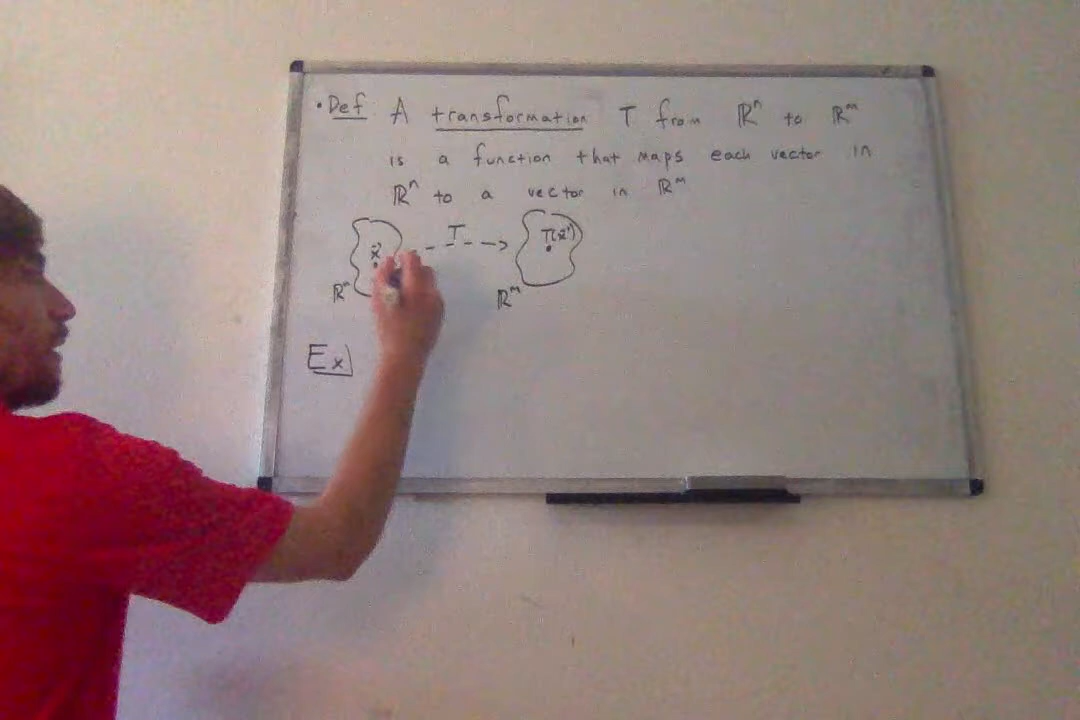 • Def A transformation T from ℝⁿ to ℝᵐ
is a function that maps each vector in
ℝⁿ to a vector in ℝᵐ
T
x⃗ T(x⃗)
ℝⁿ ℝᵐ
Ex